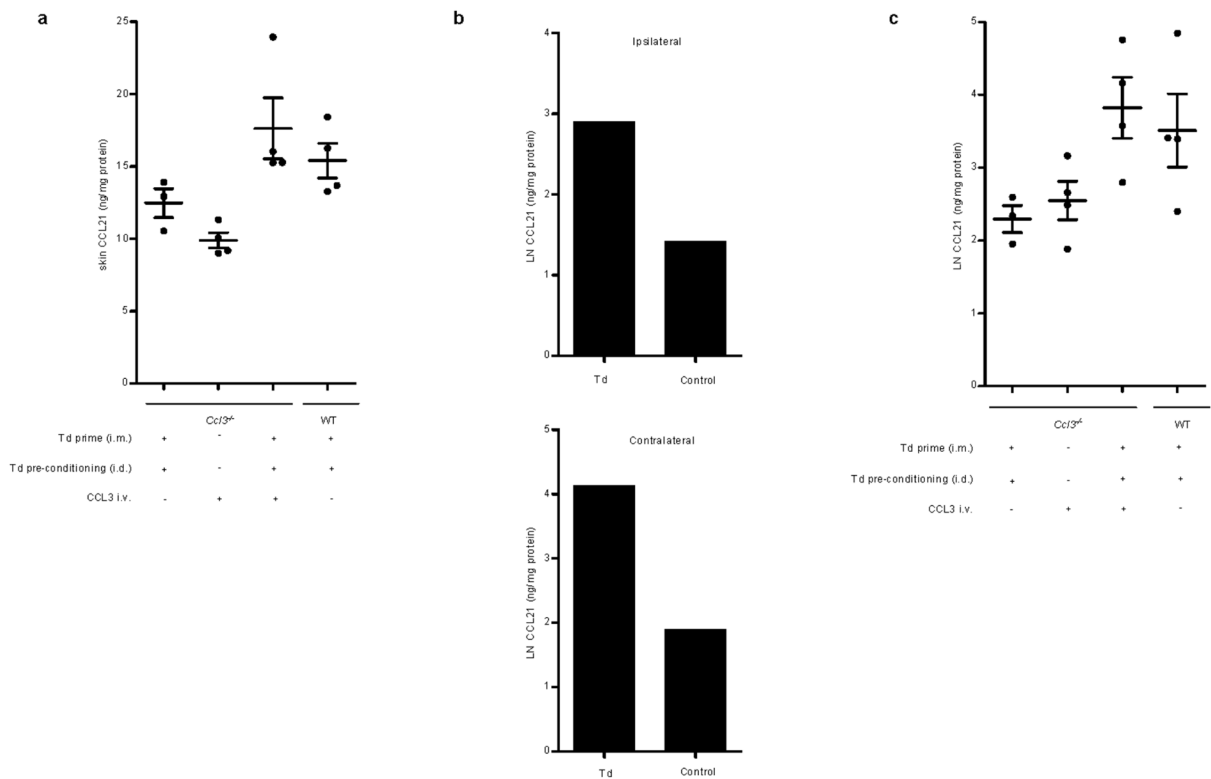 a
25
20
15
10
5
0
skin CCL21 (ng/mg protein)
Ccl3-/-
WT
Td prime (i.m.) + - + +
Td pre-conditioning (i.d.) + - + +
CCL3 i.v. - + + -
b
Ipsilateral
4
3
2
1
0
LN CCL21 (ng/mg protein)
Td Control
Contralateral
5
4
3
2
1
0
LN CCL21 (ng/mg protein)
Td Control
c
5
4
3
2
1
0
LN CCL21 (ng/mg protein)
Ccl3-/-
WT
Td prime (i.m.) + - + +
Td pre-conditioning (i.d.) + - + +
CCL3 i.v. - + + -